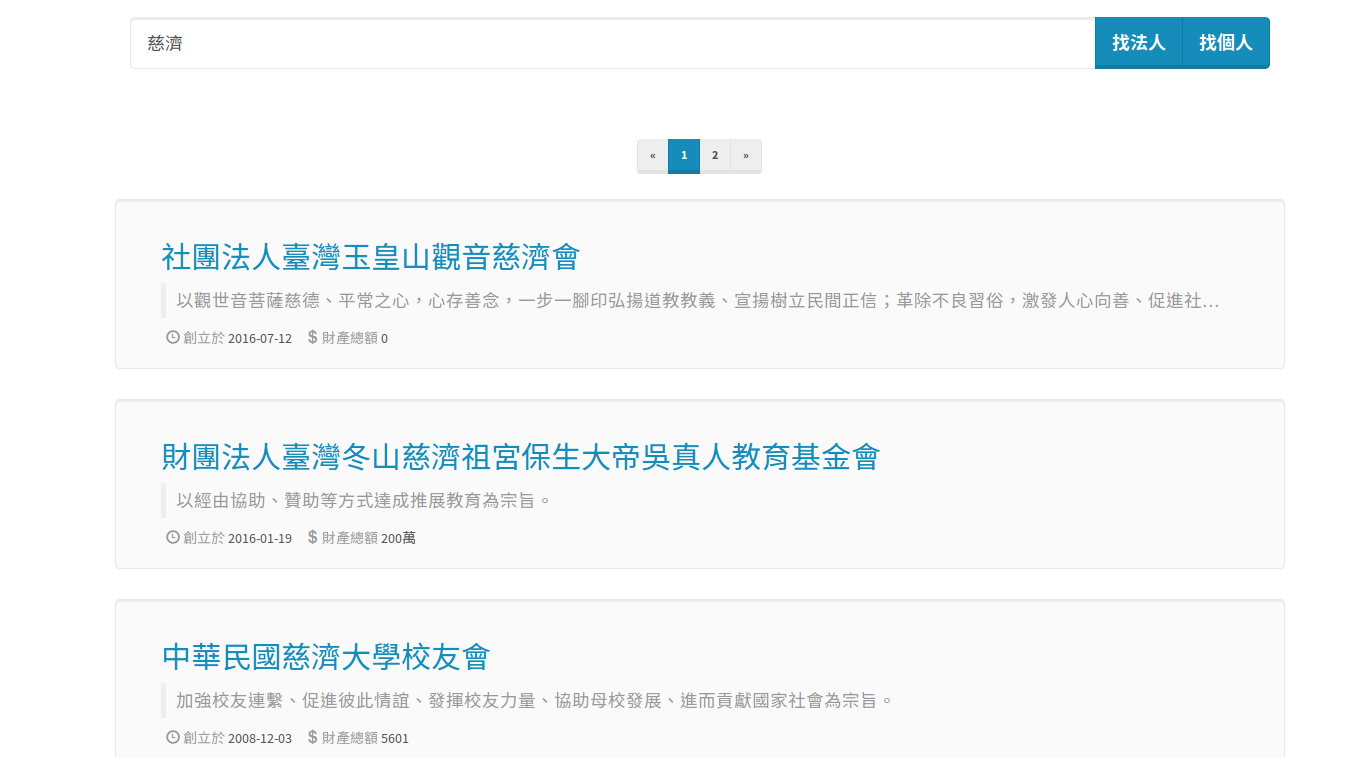 慈濟
找法人 找個人
« 1 2 »
社團法人臺灣玉皇山觀音慈濟會
以觀世音菩薩慈德、平常之心，心存善念，一步一腳印弘揚道教教義、宣揚樹立民間正信；革除不良習俗，激發人心向善、促進社…
創立於 2016-07-12 $ 財產總額 0
財團法人臺灣冬山慈濟祖宮保生大帝吳真人教育基金會
以經由協助、贊助等方式達成推展教育為宗旨。
創立於 2016-01-19 $ 財產總額 200萬
中華民國慈濟大學校友會
加強校友連繫、促進彼此情誼、發揮校友力量、協助母校發展、進而貢獻國家社會為宗旨。
創立於 2008-12-03 $ 財產總額 5601